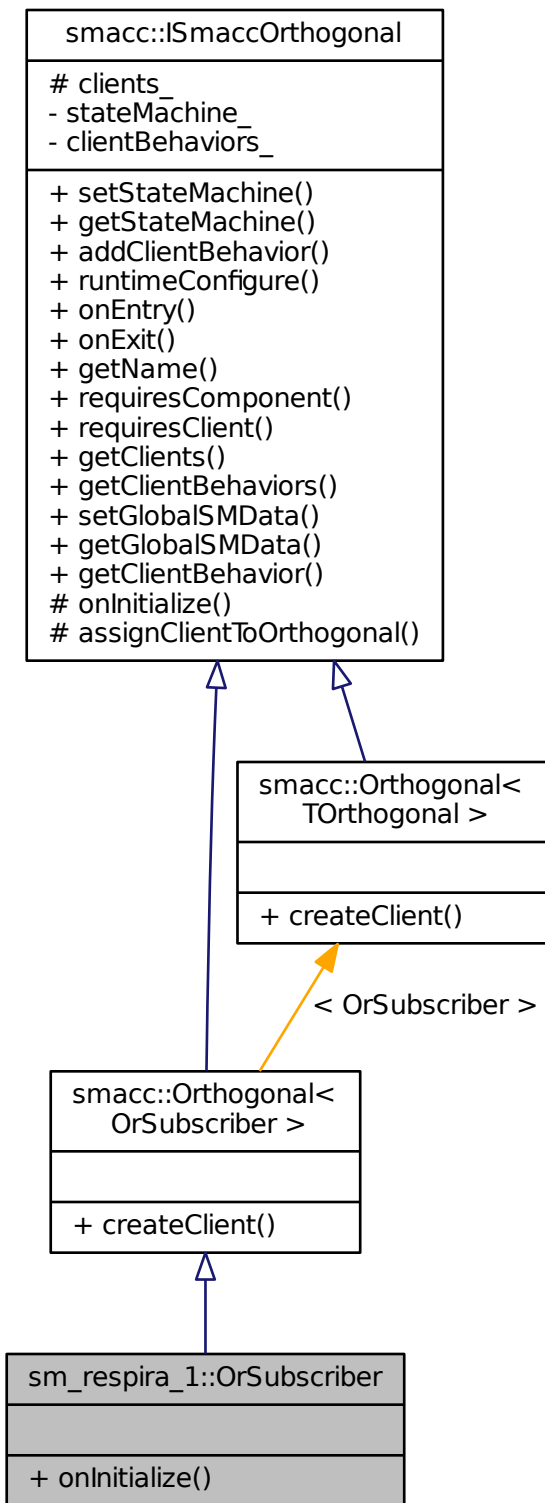 smacc::ISmaccOrthogonal
# clients_
- stateMachine_
- clientBehaviors_
+ setStateMachine()
+ getStateMachine()
+ addClientBehavior()
+ runtimeConfigure()
+ onEntry()
+ onExit()
+ getName()
+ requiresComponent()
+ requiresClient()
+ getClients()
+ getClientBehaviors()
+ setGlobalSMData()
+ getGlobalSMData()
+ getClientBehavior()
# onInitialize()
# assignClientToOrthogonal()
smacc::Orthogonal<
TOrthogonal >
+ createClient()
< OrSubscriber >
smacc::Orthogonal<
OrSubscriber >
+ createClient()
sm_respira_1::OrSubscriber
+ onInitialize()